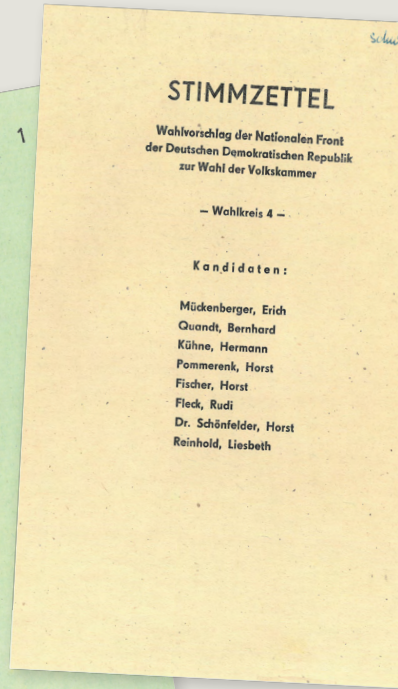 1
STIMMZETTEL
Wahlvorschlag der Nationalen Front
der Deutschen Demokratischen Republik
zur Wahl der Volkskammer
— Wahlkreis 4 —
Kandidaten:
Mückenberger, Erich
Quandt, Bernhard
Kühne, Hermann
Pommerenk, Horst
Fischer, Horst
Fleck, Rudi
Dr. Schönfelder, Horst
Reinhold, Liesbeth